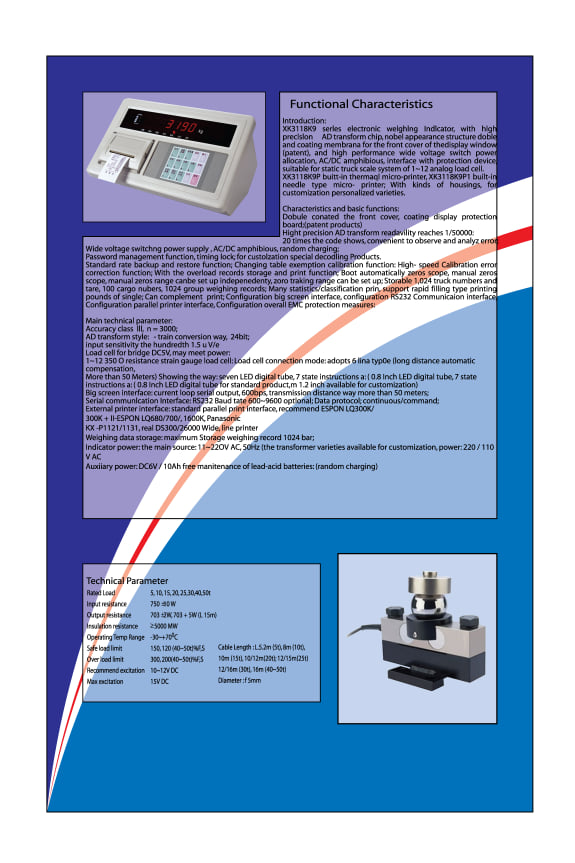 3190 kg
Functional Characteristics
Introduction:
XK3118K9 series electronic weighing indicator, with high
precision AD transform chip, nobel appearance structure doble
and coating membrana for the front cover of thedisplay window
(patent), and high performance wide voltage switch power
allocation, AC/DC amphibious, interface with protection device,
suitable for static truck scale system of 1~12 analog load cell.
XK3118K9P buitt-in thermaql micro-printer, XK3118K9P1 built-in
needle type micro- printer; With kinds of housings, for
customization personalized varieties.
Characteristics and basic functions:
Dobule conated the front cover, coating display protection
board;(patent products)
Hight precision AD transform readavility reaches 1/50000:
20 times the code shows, convenient to observe and analyz error;
Wide voltage switchng power supply , AC/DC amphibrious, random charging;
Password management function, timing lock; for custolzation special decodling Products.
Standard rate backup and restore function; Changing table exemption calibration function: High- speed Calibration error
correction function; With the overload records storage and print function; Boot automatically zeros scope, manual zeros
scope, manual zeros range canbe set up indepenedenty, zoro traking range can be set up; Storable 1,024 truck numbers and
tare, 100 cargo nubers, 1024 group weighing records; Many statistics/classification prin, support rapid filling type printing
pounds of single; Can complement print; Configuration big screen interface, configuration RS232 Communicaion interface,
Configuration parallel printer interface, Configuration overall EMC protection measures:
Main technical parameter:
Accuracy class III, n = 3000;
AD transform style: - train conversion way, 24bit;
input sensitivity the hundredth 1.5 u V/e
Load cell for bridge DC5V, may meet power:
1~12 350 O resistance strain gauge load cell: Load cell connection mode: adopts 6 lina typ0e (long distance automatic
compensation,
More than 50 Meters) Showing the way: seven LED digital tube, 7 state instructions a: ( 0.8 Inch LED digital tube, 7 state
instructions a: ( 0.8 Inch LED digital tube for standard product,m 1.2 inch available for customization)
Big screen interface: current loop serial output, 600bps, transmission distance way more than 50 meters;
Serial communication Interface: RS232 Baud rate 600~9600 optional; Data protocol; continuous/command;
External printer interface: standard parallel print interface, recommend ESPON LQ300K/
300K + II-ESPON LQ680/700/, 1600K, Panasonic
KX -P1121/1131, real DS300/26000 Wide, line printer
Weighing data storage: maximum Storage weighing record 1024 bar;
Indicator power: the main source: 11~22OV AC, 50Hz (the transformer varieties available for customization, power: 220 / 110
V AC
Auxiiary power: DC6V / 10Ah free manitenance of lead-acid batteries: (random charging)
Technical Parameter
Rated Load 5, 10, 15, 20, 25,30,40,50t
Input resistance 750 ±10 W
Output resistance 703 ±2W, 703 + 5W (l. 15m)
Insulation resistance ≥5000 MW
Operating Temp Range -30~+70⁰C
Safe load limit 150, 120 (40~50t)%F,S Cable Length : L.5.2m (5t), 8m (10t),
Over load limit 300, 200(40~50t)%F,S 10m (15t), 10/12m(20t); 12/15m(25t)
Recommend excitation 10~12V DC 12/16m (30t), 16m (40~50t)
Max excitation 15V DC Diameter : f 5mm